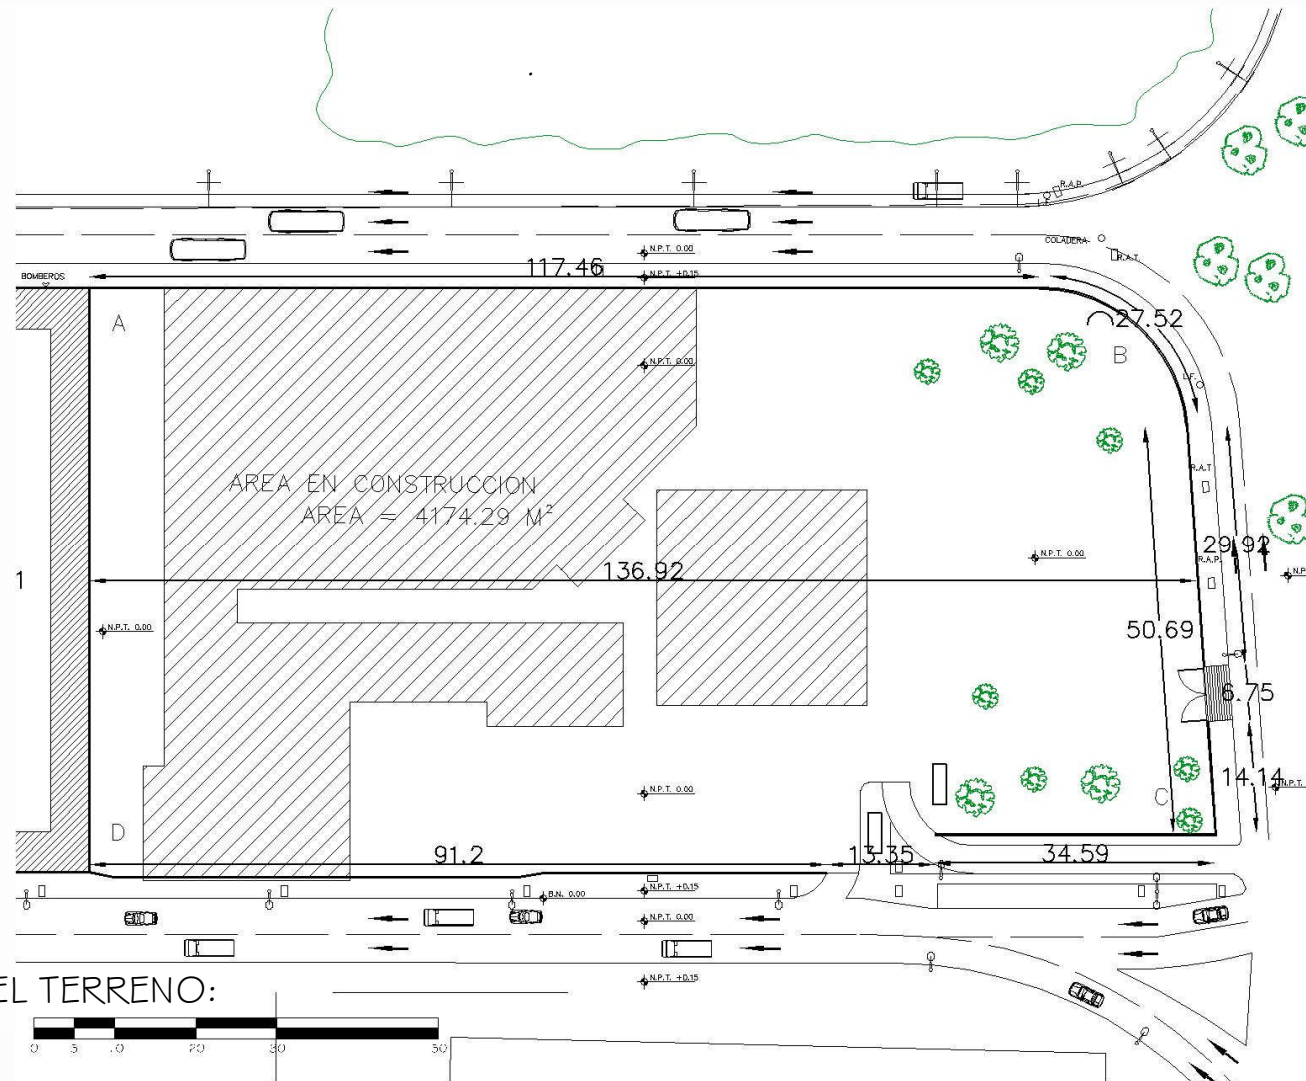 R.A.P.
COLADERA
R.A.T.
N.P.T. 0.00
BOMBEROS
117.46
N.P.T. +0.15
A
27.52
B
N.P.T. 0.00
L.F.
R.A.T
AREA EN CONSTRUCCION
AREA = 4174.29 M²
29.92
N.P.T. 0.00
R.A.P.
1
136.92
N.P.T. 0.00
50.69
6.75
14.14
N.P.T.
N.P.T. 0.00
C
D
91.2
13.35
34.59
N.P.T. +0.15
B.N. 0.00
N.P.T. 0.00
N.P.T. +0.15
EL TERRENO:
0 5 10 20 30 50